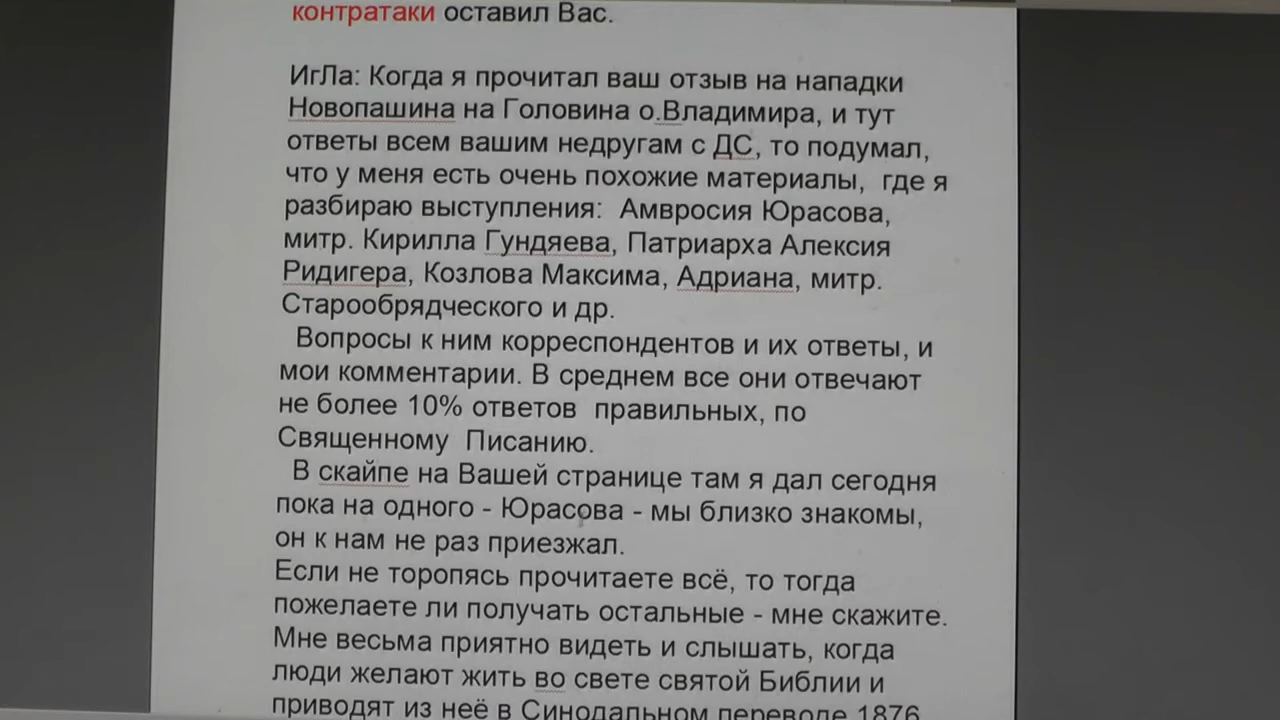 контратаки оставил Вас.
ИгЛа: Когда я прочитал ваш отзыв на нападки
Новопашина на Головина о.Владимира, и тут
ответы всем вашим недругам с ДС, то подумал,
что у меня есть очень похожие материалы, где я
разбираю выступления: Амвросия Юрасова,
митр. Кирилла Гундяева, Патриарха Алексия
Ридигера, Козлова Максима, Адриана, митр.
Старообрядческого и др.
Вопросы к ним корреспондентов и их ответы, и
мои комментарии. В среднем все они отвечают
не более 10% ответов правильных, по
Священному Писанию.
В скайпе на Вашей странице там я дал сегодня
пока на одного - Юрасова - мы близко знакомы,
он к нам не раз приезжал.
Если не торопясь прочитаете всё, то тогда
пожелаете ли получать остальные - мне скажите.
Мне весьма приятно видеть и слышать, когда
люди желают жить во свете святой Библии и
приводят из неё в Синодальном переводе 1876